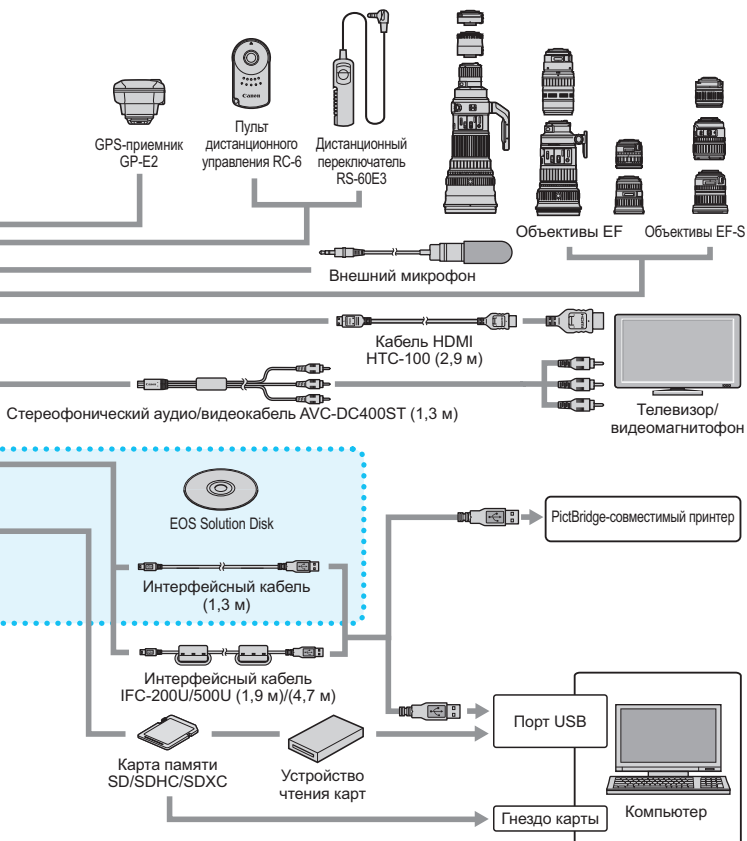 Canon
GPS-приемник
GP-E2
Пульт
дистанционного
управления RC-6
Дистанционный
переключатель
RS-60E3
Объективы EF
Объективы EF-S
Внешний микрофон
Кабель HDMI
HTC-100 (2,9 м)
Стереофонический аудио/видеокабель AVC-DC400ST (1,3 м)
Телевизор/
видеомагнитофон
EOS Solution Disk
PictBridge-совместимый принтер
Интерфейсный кабель
(1,3 м)
Интерфейсный кабель
IFC-200U/500U (1,9 м)/(4,7 м)
Порт USB
Карта памяти
SD/SDHC/SDXC
Устройство
чтения карт
Гнездо карты
Компьютер